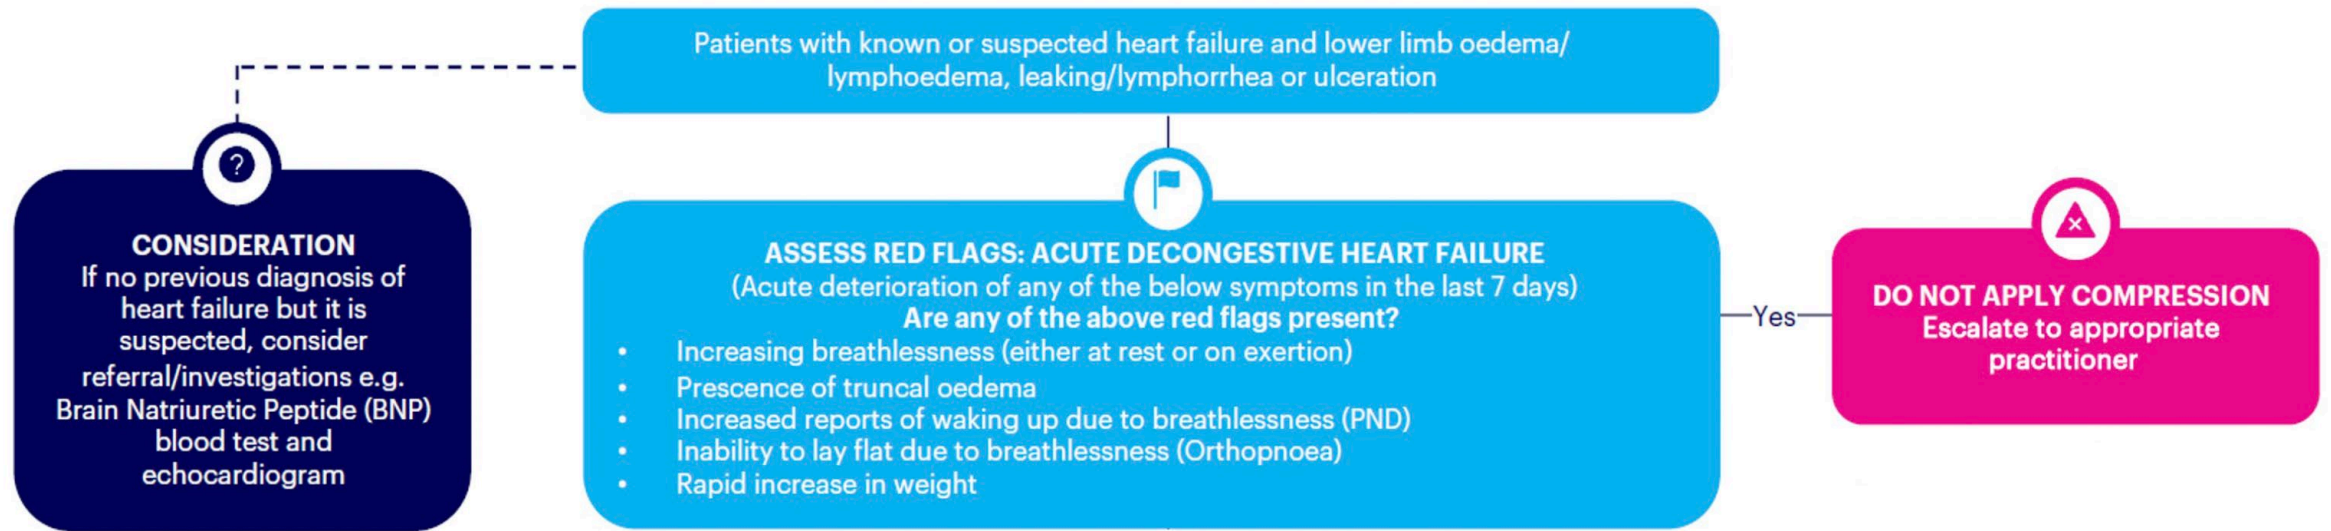 Patients with known or suspected heart failure and lower limb oedema/
lymphoedema, leaking/lymphorrhea or ulceration
?
CONSIDERATION
If no previous diagnosis of
heart failure but it is
suspected, consider
referral/investigations e.g.
Brain Natriuretic Peptide (BNP)
blood test and
echocardiogram
ASSESS RED FLAGS: ACUTE DECONGESTIVE HEART FAILURE
(Acute deterioration of any of the below symptoms in the last 7 days)
Are any of the above red flags present?
• Increasing breathlessness (either at rest or on exertion)
• Prescence of truncal oedema
• Increased reports of waking up due to breathlessness (PND)
• Inability to lay flat due to breathlessness (Orthopnoea)
• Rapid increase in weight
Yes
DO NOT APPLY COMPRESSION
Escalate to appropriate
practitioner